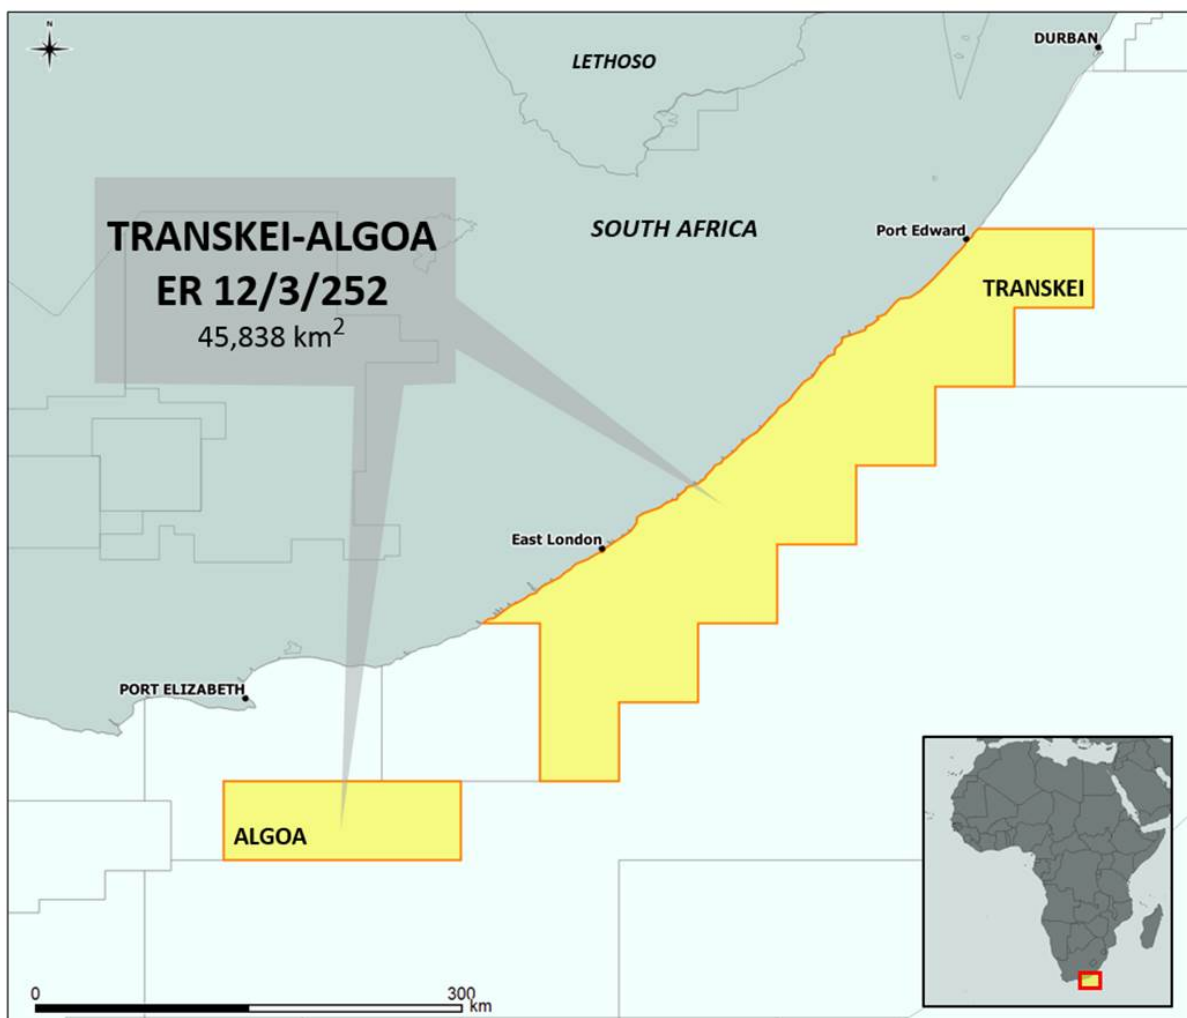 N
DURBAN
LETHOSO
TRANSKEI-ALGOA
ER 12/3/252
45,838 km²
SOUTH AFRICA
Port Edward
TRANSKEI
East London
PORT ELIZABETH
ALGOA
0
300
km